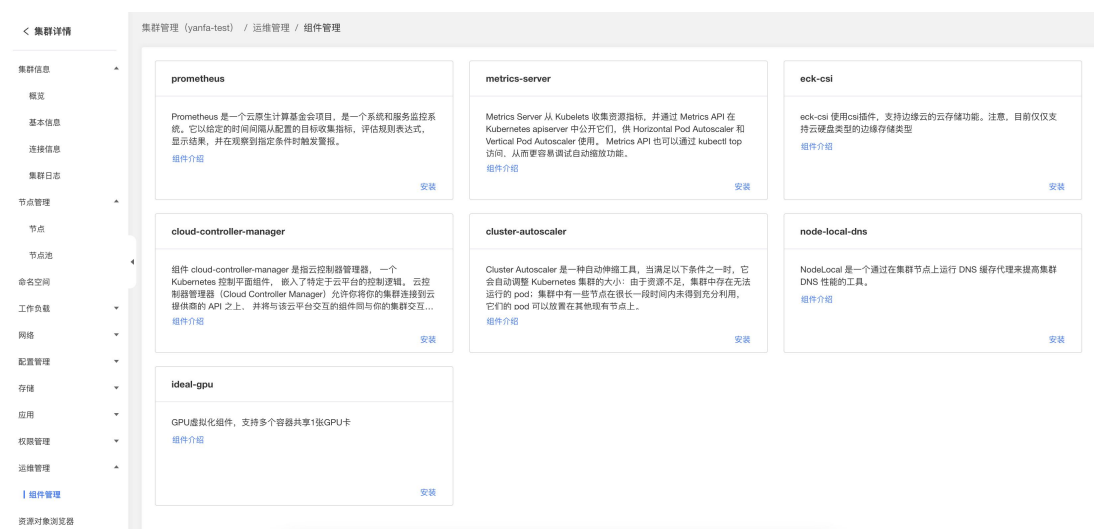 集群详情
集群信息
概览
基本信息
连接信息
集群日志
节点管理
节点
节点池
命名空间
工作负载
网络
配置管理
存储
应用
权限管理
运维管理
组件管理
资源对象浏览器
集群管理（yanfa-test） / 运维管理 / 组件管理
prometheus
Prometheus 是一个云原生计算基金会项目，是一个系统和服务监控系
统。它以给定的时间间隔从配置的目标收集指标，评估规则表达式，
显示结果，并在观察到指定条件时触发警报。
组件介绍
安装
metrics-server
Metrics Server 从 Kubelets 收集资源指标，并通过 Metrics API 在
Kubernetes apiserver 中公开它们，供 Horizontal Pod Autoscaler 和
Vertical Pod Autoscaler 使用。 Metrics API 也可以通过 kubectl top
访问，从而更容易调试自动缩放功能。
组件介绍
安装
eck-csi
eck-csi 使用csi插件，支持边缘云的云存储功能。注意，目前仅仅支
持云硬盘类型的边缘存储类型
组件介绍
安装
cloud-controller-manager
组件 cloud-controller-manager 是指云控制器管理器， 一个
Kubernetes 控制平面组件， 嵌入了特定于云平台的控制逻辑。 云控
制器管理器（Cloud Controller Manager）允许你将你的集群连接到云
提供商的 API 之上、 并将与该云平台交互的组件同与你的集群交互...
组件介绍
安装
cluster-autoscaler
Cluster Autoscaler 是一种自动伸缩工具，当满足以下条件之一时，它
会自动调整 Kubernetes 集群的大小：由于资源不足，集群中存在无法
运行的 pod；集群中有一些节点在很长一段时间内未得到充分利用，
它们的 pod 可以放置在其他现有节点上。
组件介绍
安装
node-local-dns
NodeLocal 是一个通过在集群节点上运行 DNS 缓存代理来提高集群
DNS 性能的工具。
组件介绍
安装
ideal-gpu
GPU虚拟化组件，支持多个容器共享1张GPU卡
组件介绍
安装